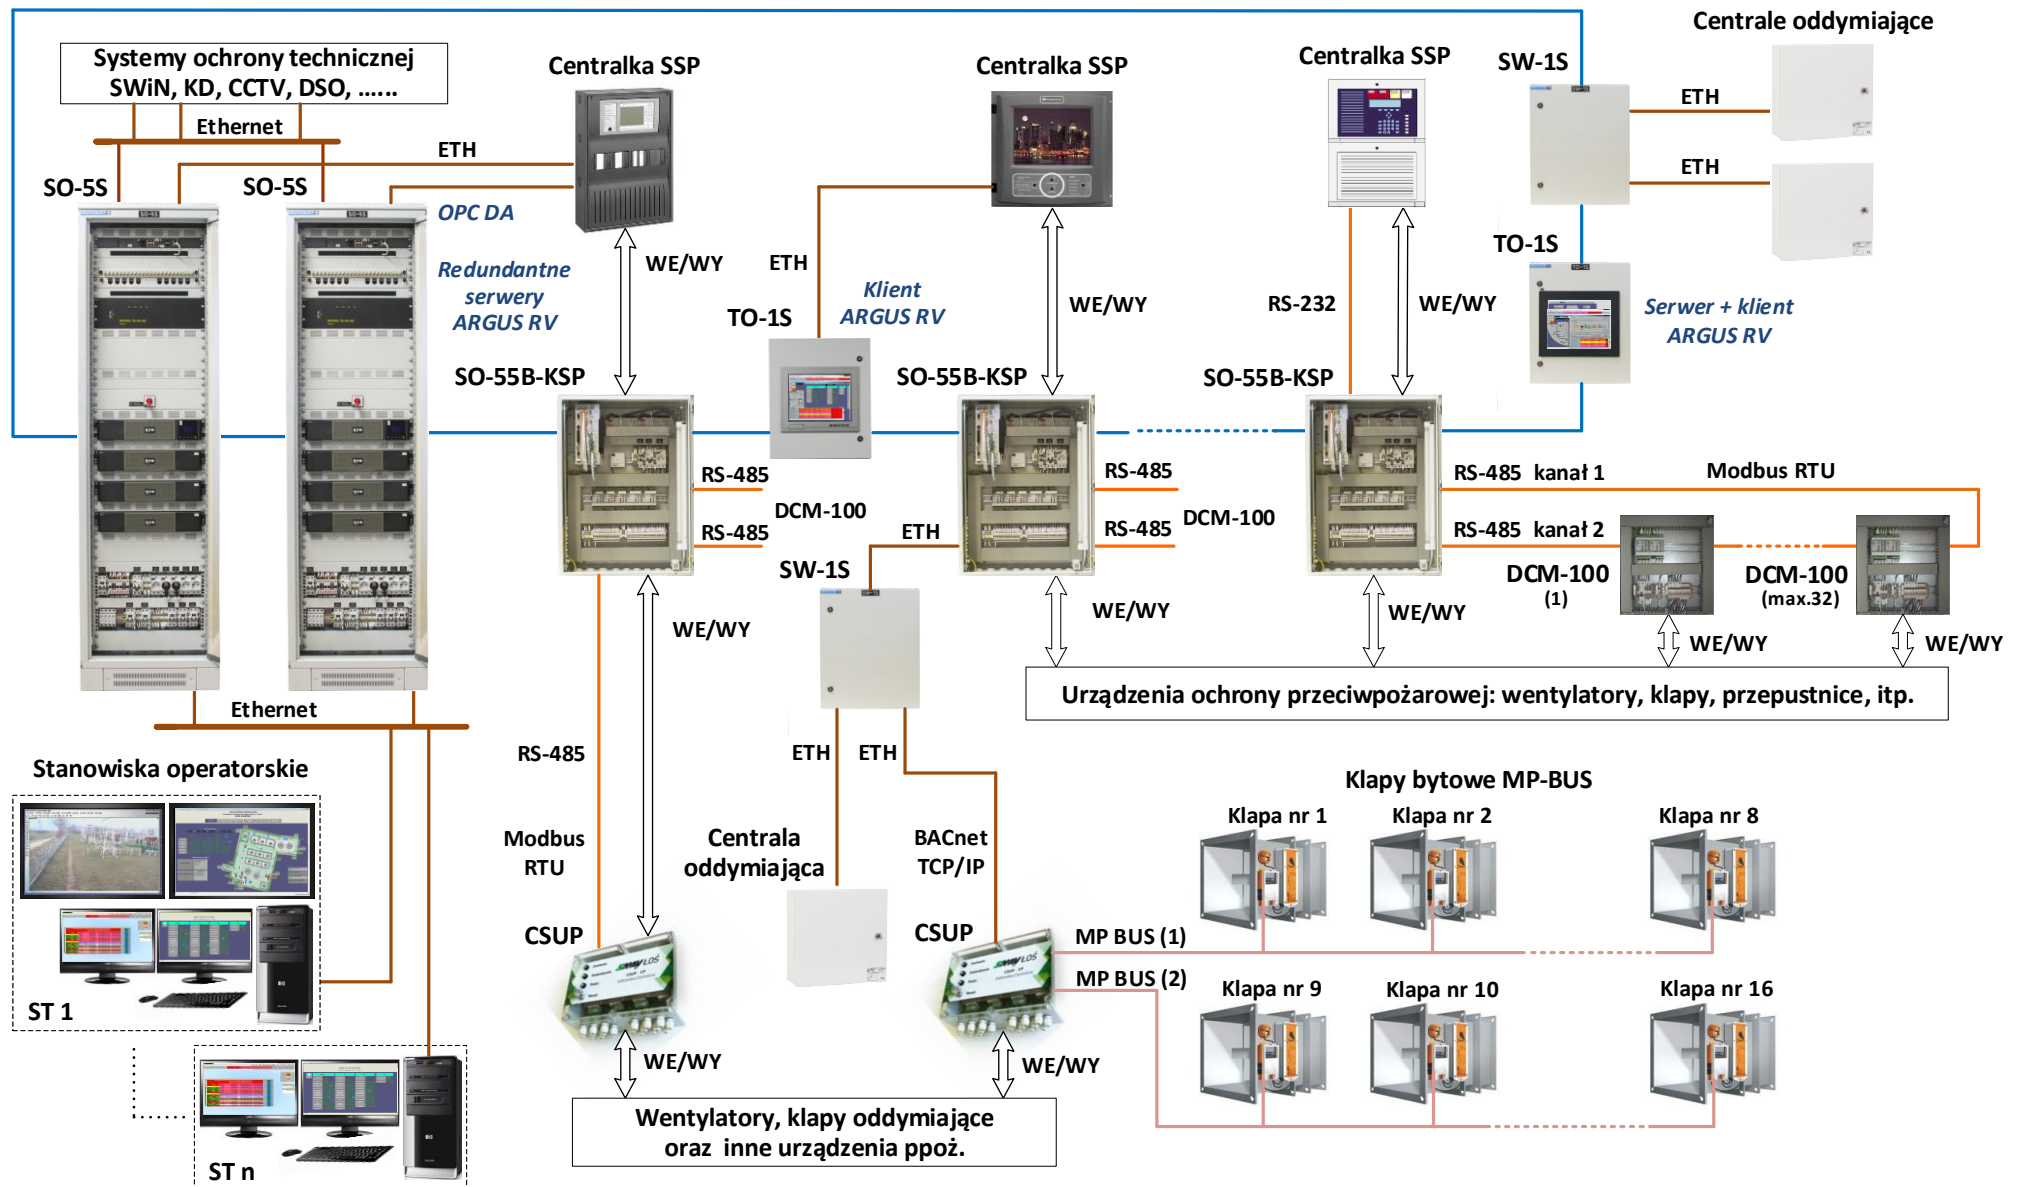 Systemy ochrony technicznej
SWiN, KD, CCTV, DSO, ......
Ethernet
ETH
SO-5S
SO-5S
OPC DA
Redundantne
serwery
ARGUS RV
Centralka SSP
WE/WY
SO-55B-KSP
Centralka SSP
ETH
WE/WY
TO-1S
Klient
ARGUS RV
SO-55B-KSP
Centralka SSP
RS-232
WE/WY
SO-55B-KSP
Centrale oddymiające
SW-1S
ETH
ETH
TO-1S
Serwer + klient
ARGUS RV
RS-485
DCM-100
RS-485
RS-485
DCM-100
RS-485
RS-485 kanał 1
Modbus RTU
RS-485 kanał 2
DCM-100
(1)
DCM-100
(max.32)
ETH
SW-1S
WE/WY
WE/WY
WE/WY
WE/WY
WE/WY
Urządzenia ochrony przeciwpożarowej: wentylatory, klapy, przepustnice, itp.
Ethernet
Stanowiska operatorskie
ST 1
ST n
RS-485
Modbus
RTU
CSUP
ETH
ETH
Centrala
oddymiająca
BACnet
TCP/IP
CSUP
MP BUS (1)
MP BUS (2)
Klapy bytowe MP-BUS
Klapa nr 1
Klapa nr 2
Klapa nr 8
Klapa nr 9
Klapa nr 10
Klapa nr 16
WE/WY
WE/WY
Wentylatory, klapy oddymiające
oraz inne urządzenia ppoż.